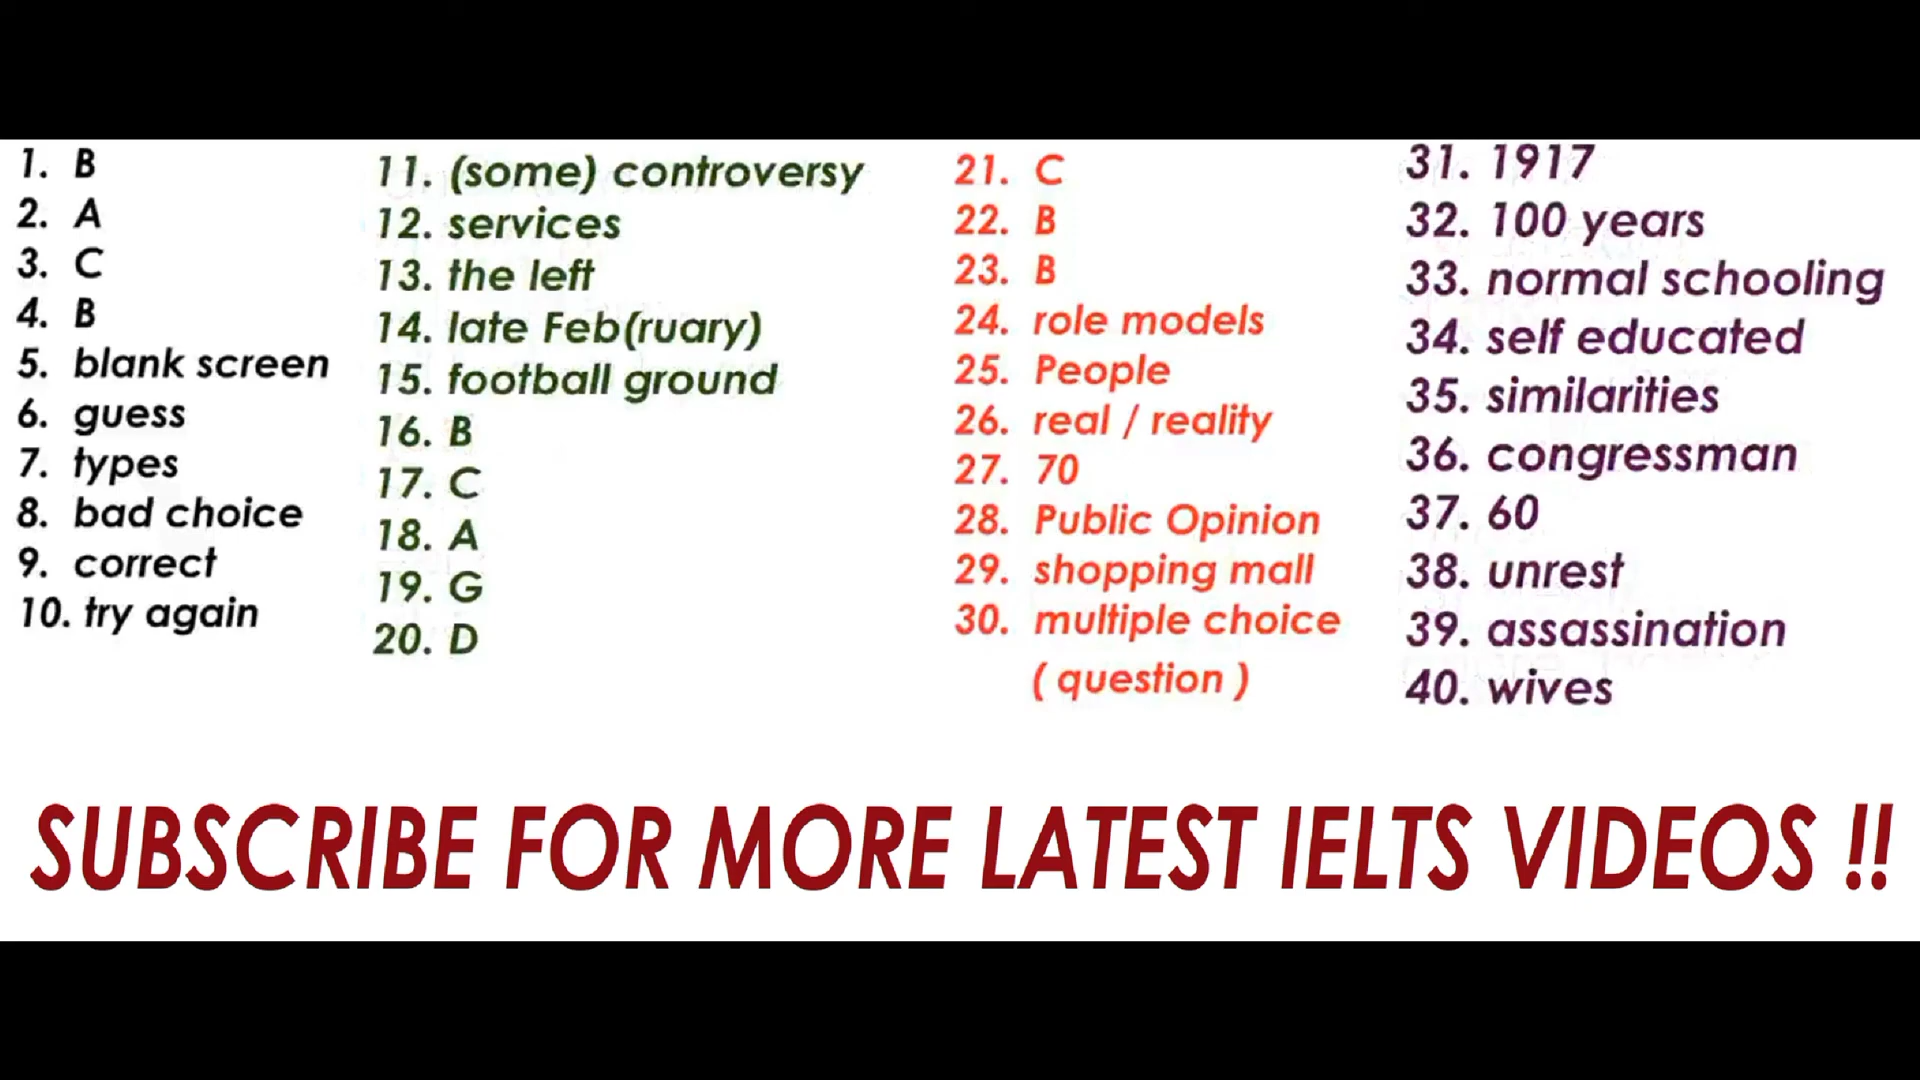 1. B
2. A
3. C
4. B
5. blank screen
6. guess
7. types
8. bad choice
9. correct
10. try again
11. (some) controversy
12. services
13. the left
14. late Feb(ruary)
15. football ground
16. B
17. C
18. A
19. G
20. D
21. C
22. B
23. B
24. role models
25. People
26. real / reality
27. 70
28. Public Opinion
29. shopping mall
30. multiple choice
( question )
31. 1917
32. 100 years
33. normal schooling
34. self educated
35. similarities
36. congressman
37. 60
38. unrest
39. assassination
40. wives
SUBSCRIBE FOR MORE LATEST IELTS VIDEOS !!